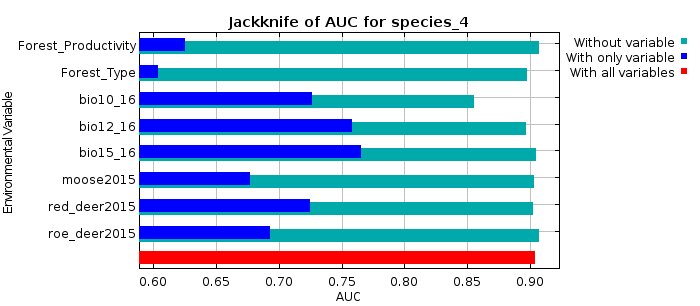 Jackknife of AUC for species_4
Forest_Productivity
Forest_Type
bio10_16
bio12_16
bio15_16
moose2015
red_deer2015
roe_deer2015
Environmental Variable
0.60 0.65 0.70 0.75 0.80 0.85 0.90
AUC
Without variable
With only variable
With all variables